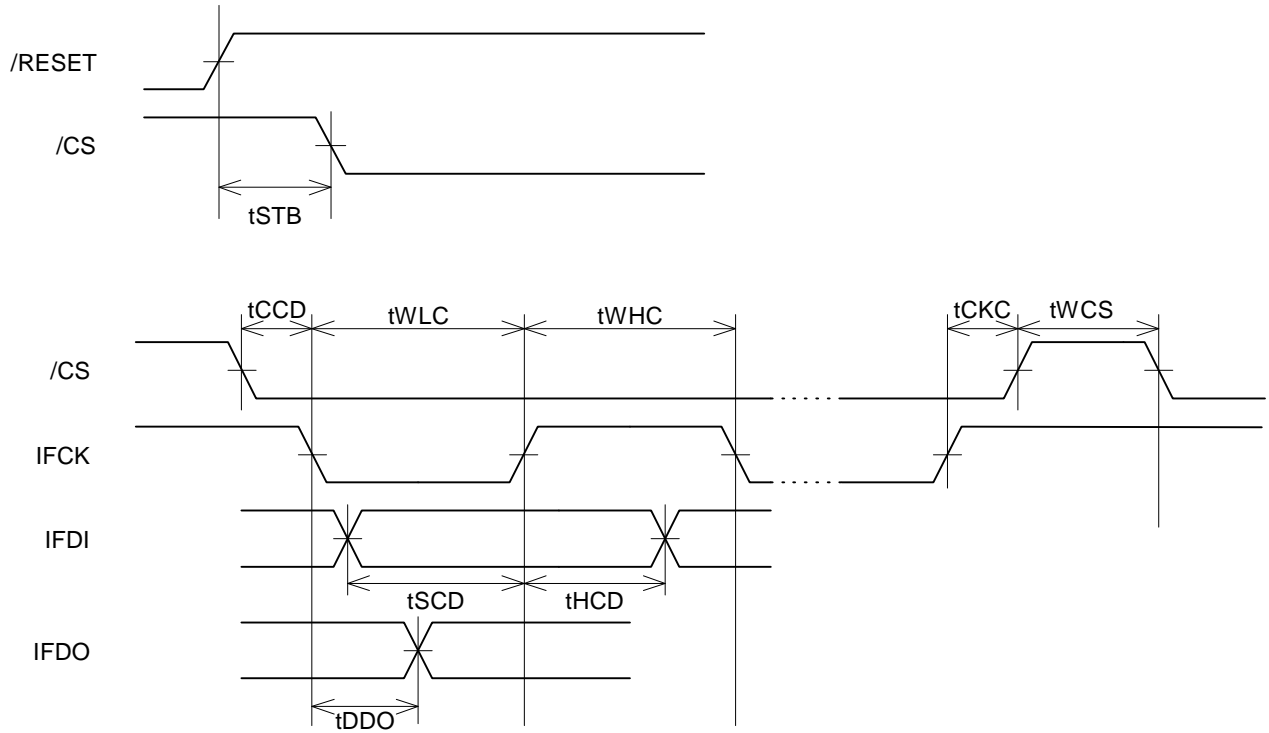 /RESET
/CS
tSTB
tCCD tWLC tWHC tCKC tWCS
/CS
IFCK
IFDI
tSCD tHCD
IFDO
tDDO